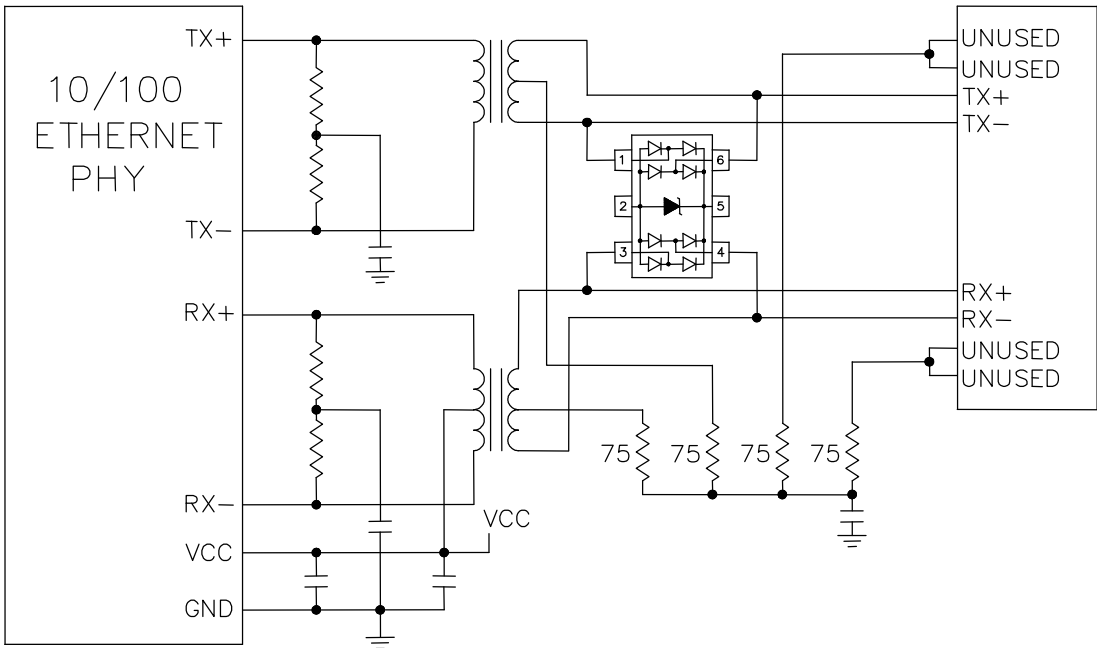 10/100
ETHERNET
PHY
TX+
TX-
RX+
RX-
VCC
GND
VCC
1
2
3
6
5
4
75
75
75
75
UNUSED
UNUSED
TX+
TX-
RX+
RX-
UNUSED
UNUSED